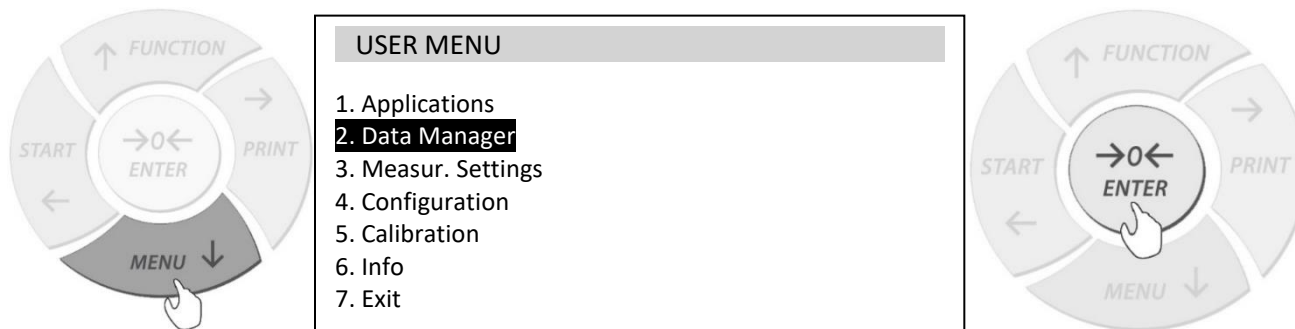 ↑ FUNCTION
→
START
→0←
ENTER
PRINT
←
MENU ↓
USER MENU
1. Applications
2. Data Manager
3. Measur. Settings
4. Configuration
5. Calibration
6. Info
7. Exit
↑ FUNCTION
→
START
→0←
ENTER
PRINT
←
MENU ↓